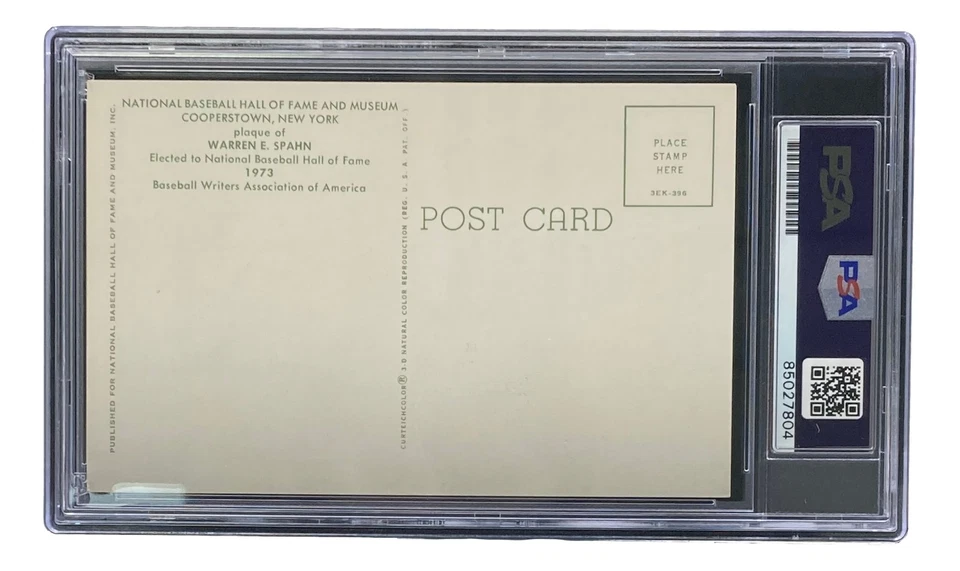 NATIONAL BASEBALL HALL OF FAME AND MUSEUM
COOPERSTOWN, NEW YORK
plaque of
WARREN E. SPAHN
Elected to National Baseball Hall of Fame
1973
Baseball Writers Association of America
PUBLISHED FOR NATIONAL BASEBALL HALL OF FAME AND MUSEUM, INC.
CURTEICHCOLOR® 3-D NATURAL COLOR REPRODUCTION (REG. U. S. A. PAT. OFF.)
POST CARD
PLACE
STAMP
HERE
3EK-396
PSA
PSA
85027804